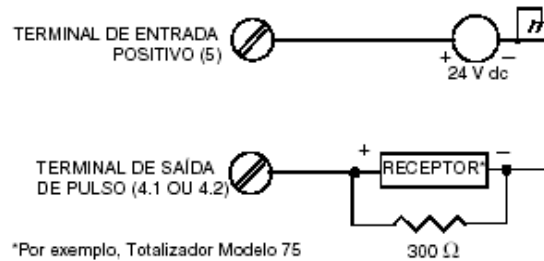 TERMINAL DE ENTRADA
POSITIVO (5)
+ –
24 V dc
n
TERMINAL DE SAÍDA
DE PULSO (4.1 OU 4.2)
+ –
RECEPTOR*
300 Ω
*Por exemplo, Totalizador Modelo 75